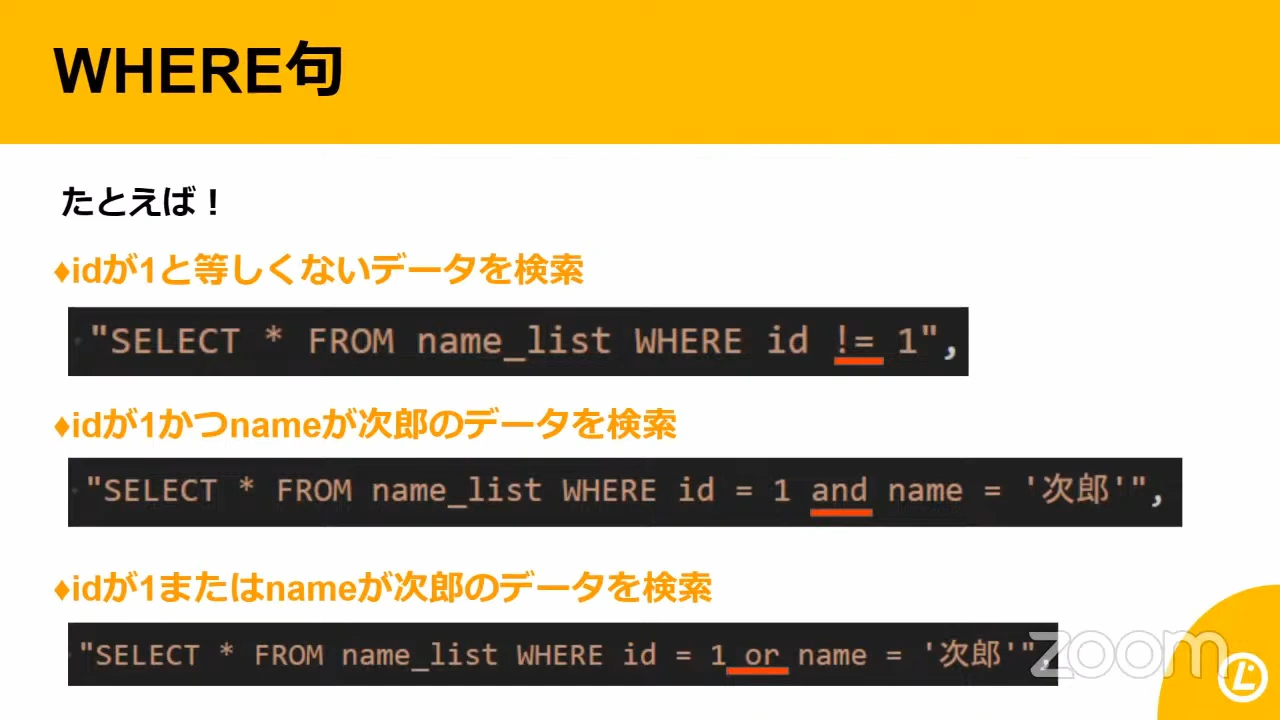 WHERE句
たとえば！
♦idが1と等しくないデータを検索
"SELECT * FROM name_list WHERE id != 1",
♦idが1かつnameが次郎のデータを検索
"SELECT * FROM name_list WHERE id = 1 and name = '次郎'",
♦idが1またはnameが次郎のデータを検索
"SELECT * FROM name_list WHERE id = 1 or name = '次郎'",
zoom
L